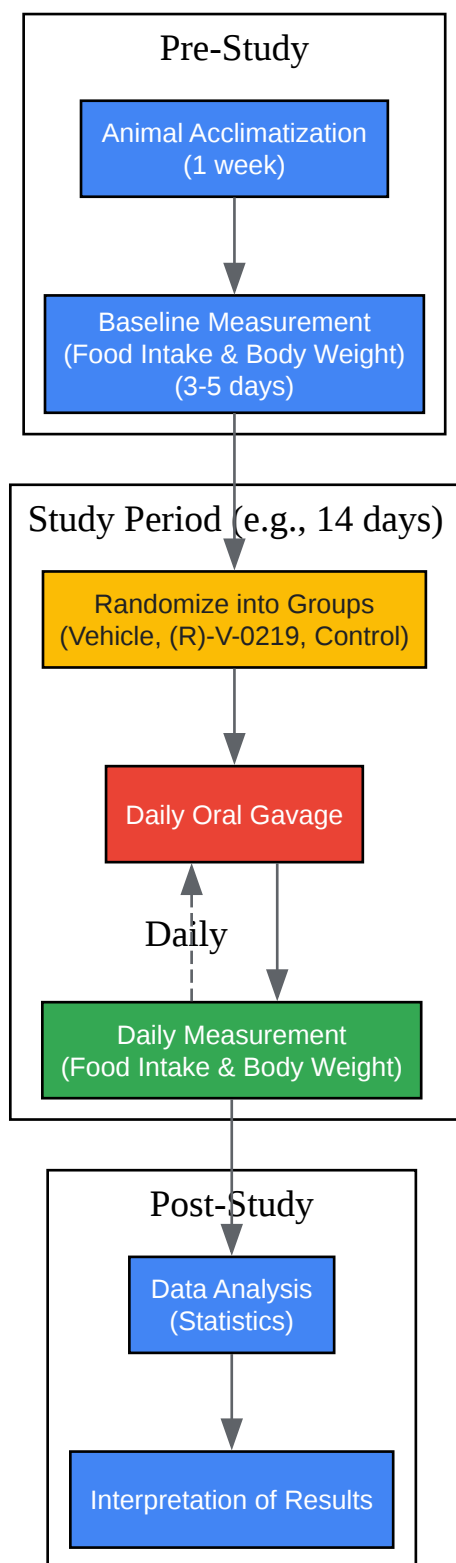 Pre-Study
Animal Acclimatization
(1 week)
Baseline Measurement
(Food Intake & Body Weight)
(3-5 days)
Study Period (e.g., 14 days)
Randomize into Groups
(Vehicle, (R)-V-0219, Control)
Daily Oral Gavage
Daily
Daily Measurement
(Food Intake & Body Weight)
Post-Study
Data Analysis
(Statistics)
Interpretation of Results